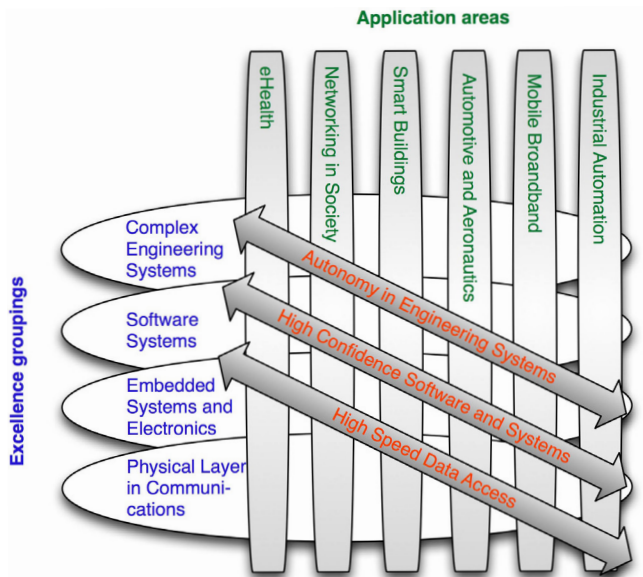 Application areas
eHealth
Networking in Society
Smart Buildings
Automotive and Aeronautics
Mobile Broandband
Industrial Automation
Excellence groupings
Complex
Engineering
Systems
Software
Systems
Embedded
Systems and
Electronics
Physical Layer
in Communi-
cations
Autonomy in Engineering Systems
High Confidence Software and Systems
High Speed Data Access